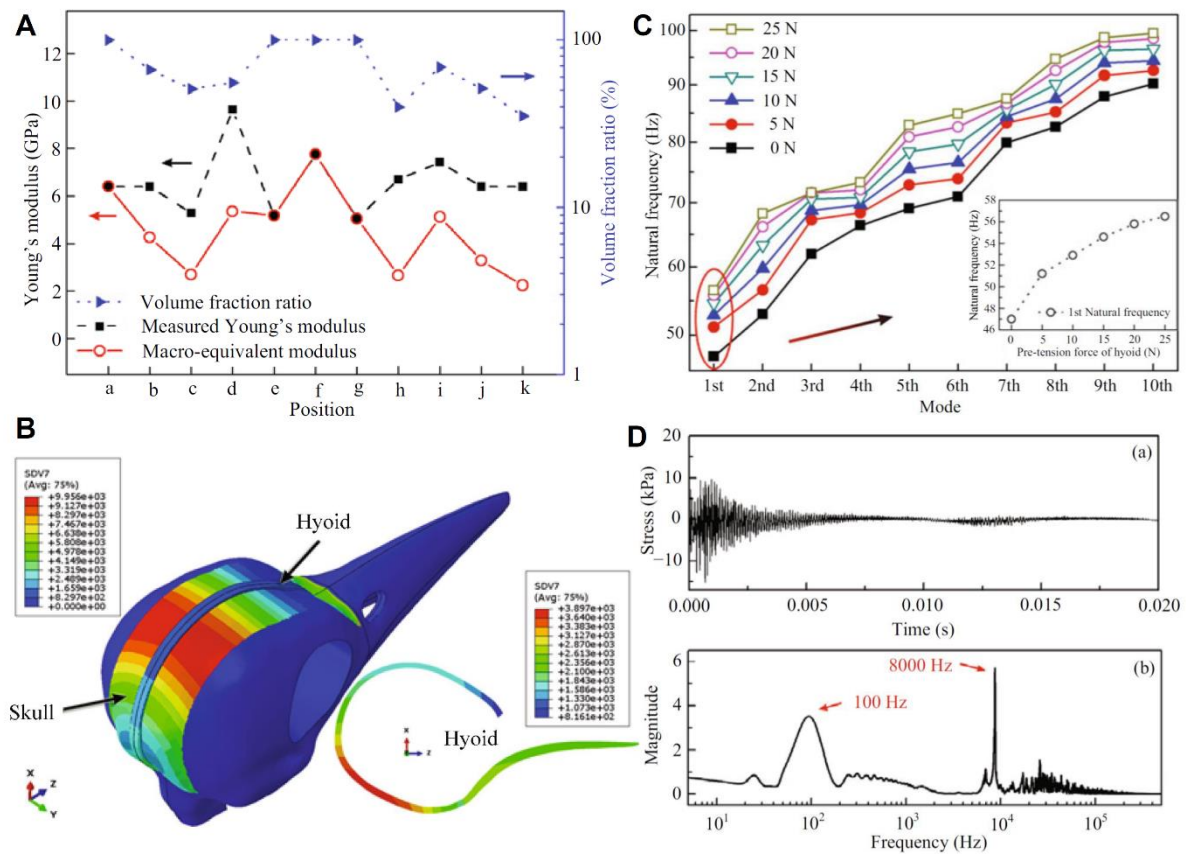 A
Young's modulus (GPa)
12
10
8
6
4
2
0
100
10
1
Volume fraction ratio (%)
Volume fraction ratio
Measured Young's modulus
Macro-equivalent modulus
a b c d e f g h i j k
Position
C
Natural frequency (Hz)
100
90
80
70
60
50
25 N
20 N
15 N
10 N
5 N
0 N
Natural frequency (Hz)
58
56
54
52
50
48
46
1st Natural frequency
0 5 10 15 20 25
Pre-tension force of hyoid (N)
1st 2nd 3rd 4th 5th 6th 7th 8th 9th 10th
Mode
B
SDV7
(Avg: 75%)
+9.956e+03
+9.127e+03
+8.297e+03
+7.467e+03
+6.638e+03
+5.808e+03
+4.978e+03
+4.149e+03
+3.319e+03
+2.489e+03
+1.659e+03
+8.297e+02
+0.000e+00
Hyoid
Skull
X
Z
Y
SDV7
(Avg: 75%)
+3.897e+03
+3.640e+03
+3.383e+03
+3.127e+03
+2.870e+03
+2.613e+03
+2.356e+03
+2.100e+03
+1.843e+03
+1.586e+03
+1.330e+03
+1.073e+03
+8.161e+02
X
Z
Hyoid
D
(a)
Stress (kPa)
20
10
0
−10
0.000 0.005 0.010 0.015 0.020
Time (s)
(b)
Magnitude
6
4
2
0
8000 Hz
100 Hz
10¹ 10² 10³ 10⁴ 10⁵
Frequency (Hz)